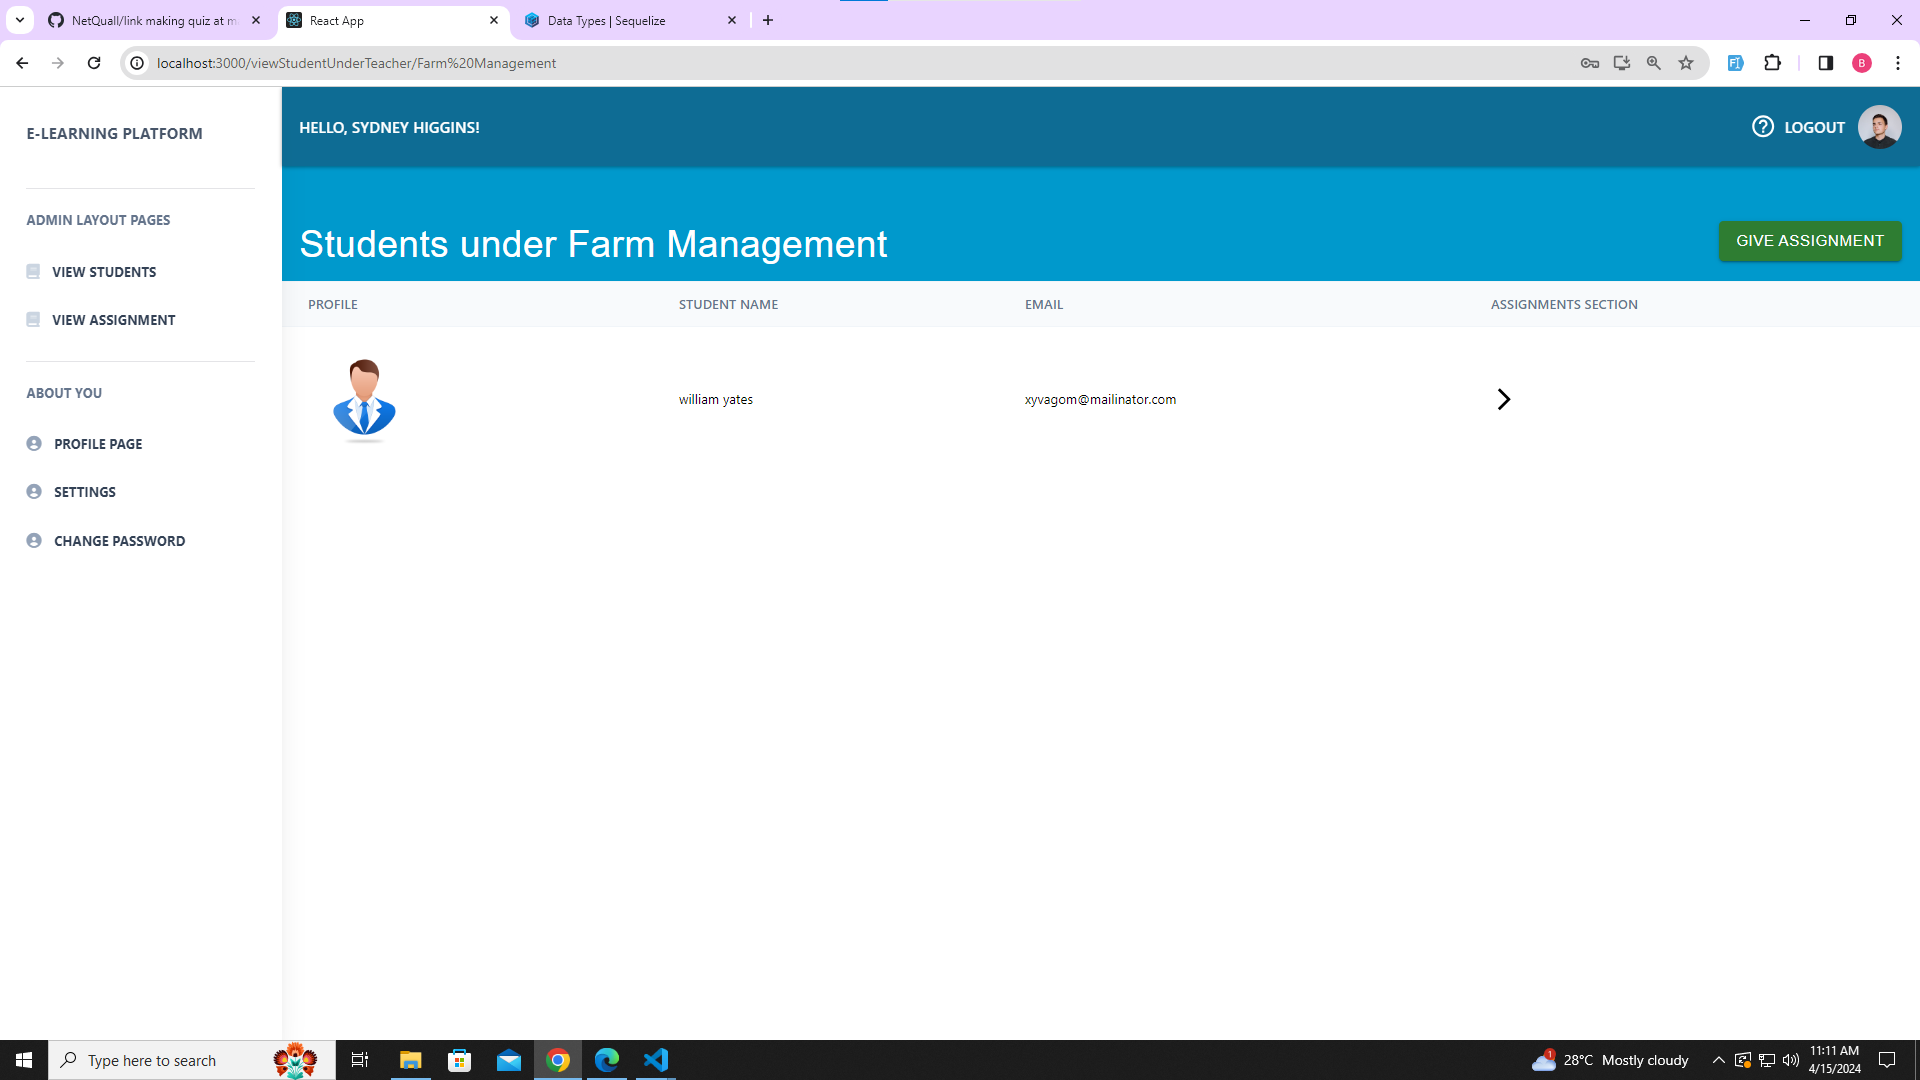 NetQuall/link making quiz at m
React App
Data Types | Sequelize
localhost:3000/viewStudentUnderTeacher/Farm%20Management
B
E-LEARNING PLATFORM
HELLO, SYDNEY HIGGINS!
LOGOUT
ADMIN LAYOUT PAGES
VIEW STUDENTS
VIEW ASSIGNMENT
ABOUT YOU
PROFILE PAGE
SETTINGS
CHANGE PASSWORD
Students under Farm Management
GIVE ASSIGNMENT
PROFILE
STUDENT NAME
EMAIL
ASSIGNMENTS SECTION
william yates
xyvagom@mailinator.com
Type here to search
1
28°C Mostly cloudy
11:11 AM
4/15/2024